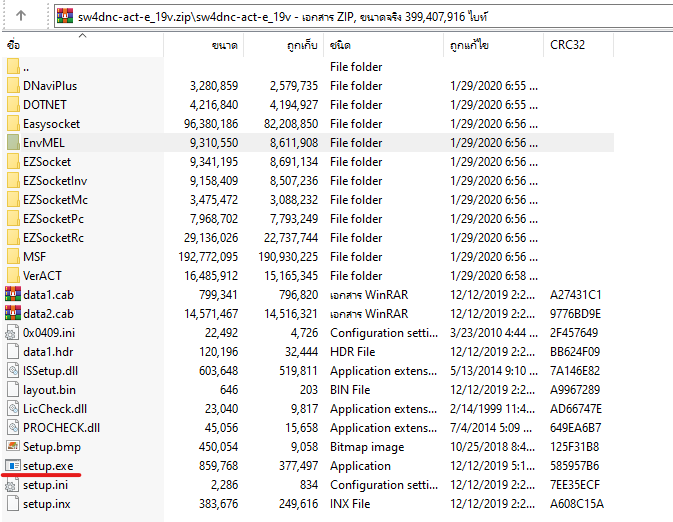 sw4dnc-act-e_19v.zip\sw4dnc-act-e_19v - เอกสาร ZIP, ขนาดจริง 399,407,916 ไบท์
ชื่อ ขนาด ถูกเก็บ ชนิด ถูกแก้ไข CRC32
.. File folder
DNaviPlus 3,280,859 2,579,735 File folder 1/29/2020 6:55 ...
DOTNET 4,216,840 4,194,927 File folder 1/29/2020 6:55 ...
Easysocket 96,380,186 82,208,850 File folder 1/29/2020 6:56 ...
EnvMEL 9,310,550 8,611,908 File folder 1/29/2020 6:56 ...
EZSocket 9,341,195 8,691,134 File folder 1/29/2020 6:56 ...
EZSocketInv 9,158,409 8,507,236 File folder 1/29/2020 6:56 ...
EZSocketMc 3,475,472 3,088,232 File folder 1/29/2020 6:56 ...
EZSocketPc 7,968,702 7,793,249 File folder 1/29/2020 6:56 ...
EZSocketRc 29,136,026 22,737,744 File folder 1/29/2020 6:56 ...
MSF 192,772,095 190,930,225 File folder 1/29/2020 6:56 ...
VerACT 16,485,912 15,165,345 File folder 1/29/2020 6:58 ...
data1.cab 799,341 796,820 เอกสาร WinRAR 12/12/2019 2:2... A27431C1
data2.cab 14,571,467 14,516,321 เอกสาร WinRAR 12/12/2019 2:2... 9776BD9E
0x0409.ini 22,492 4,726 Configuration setti... 3/23/2010 4:44 ... 2F457649
data1.hdr 120,196 32,444 HDR File 12/12/2019 2:2... BB624F09
ISSetup.dll 603,648 519,811 Application extens... 5/13/2014 9:10 ... 7A146E82
layout.bin 646 203 BIN File 12/12/2019 2:2... A9967289
LicCheck.dll 23,040 9,817 Application extens... 2/14/1999 11:4... AD66747E
PROCHECK.dll 45,056 15,658 Application extens... 7/4/2014 5:09 ... 649EA6B7
Setup.bmp 450,054 9,058 Bitmap image 10/25/2018 8:4... 125F31B8
setup.exe 859,768 377,497 Application 12/12/2019 5:1... 585957B6
setup.ini 2,286 834 Configuration setti... 12/12/2019 2:2... 7EE35ECF
setup.inx 383,676 249,616 INX File 12/12/2019 2:2... A608C15A